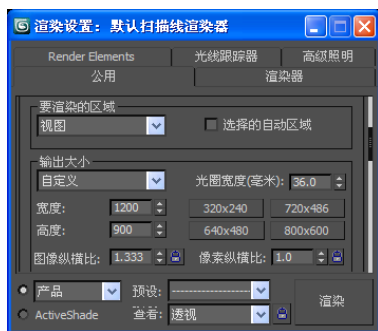 渲染设置: 默认扫描线渲染器
Render Elements 光线跟踪器 高级照明
公用 渲染器
要渲染的区域
视图 选择的自动区域
输出大小
自定义 光圈宽度(毫米): 36.0
宽度: 1200 320x240 720x486
高度: 900 640x480 800x600
图像纵横比: 1.333 像素纵横比: 1.0
产品 预设: --------------------
ActiveShade 查看: 透视 渲染